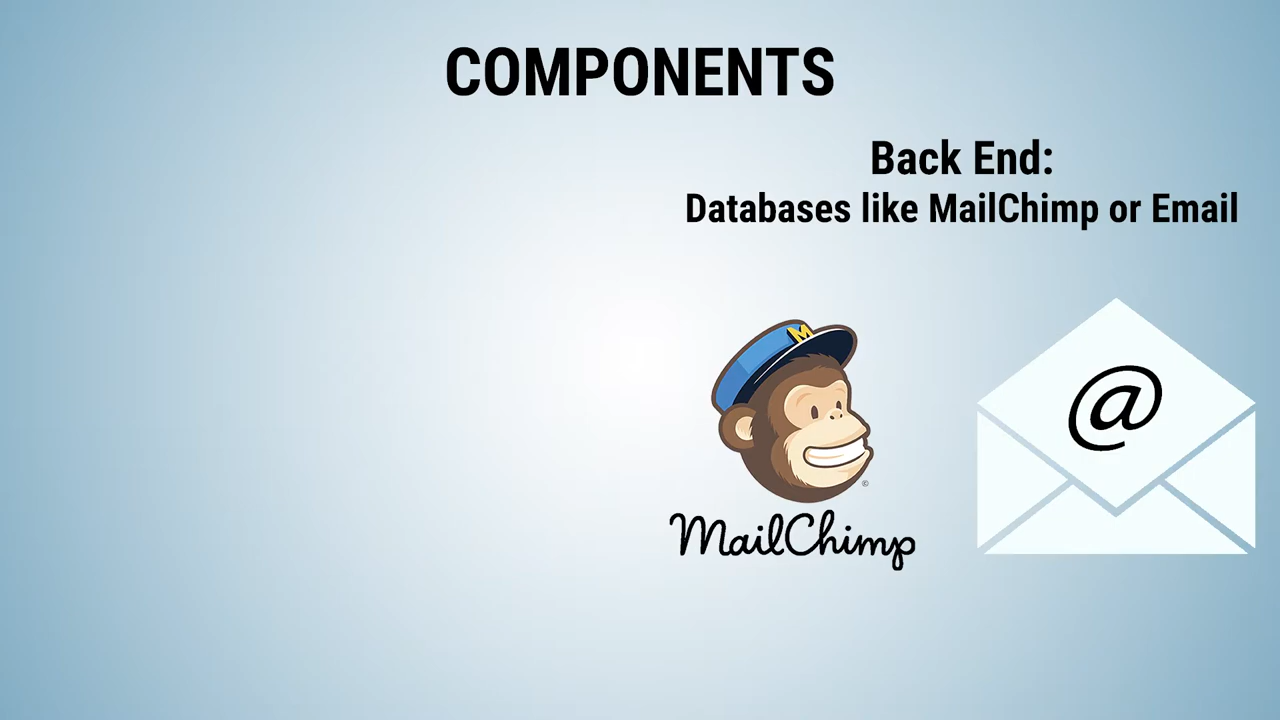 COMPONENTS
Back End:
Databases like MailChimp or Email
M
@
©
MailChimp